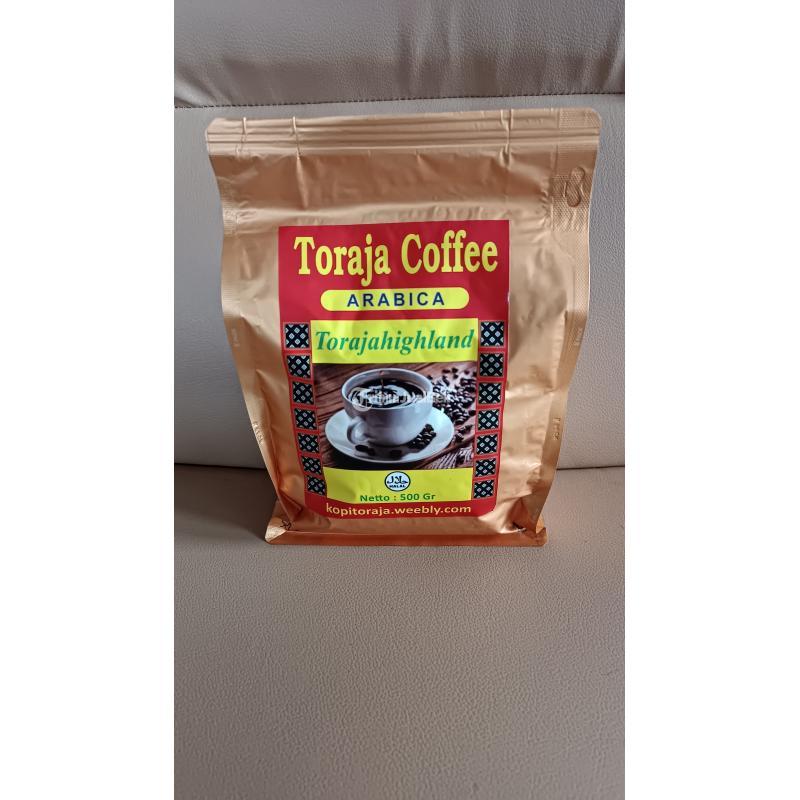 Toraja Coffee
ARABICA
Torajahighland
HALAL
Netto : 500 Gr
kopitoraja.weebly.com